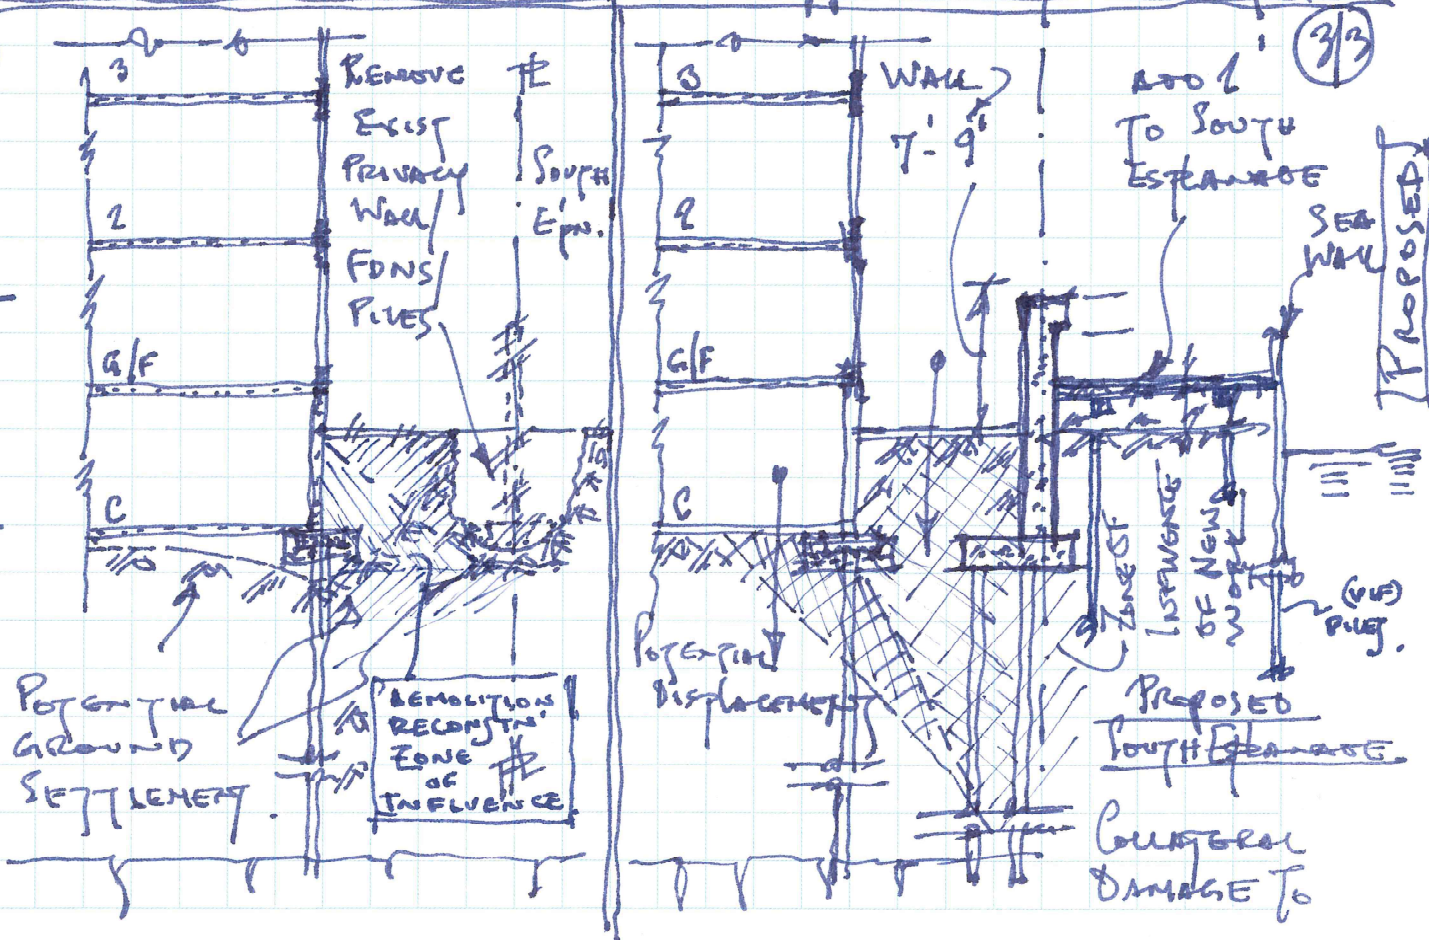 3/3
3
REMOVE
EXIST
PRIVACY
WALL/
FDNS/
PILES
SOUTH
E'pn.
2
G/F
C
POTENTIAL
GROUND
SETTLEMENT.
DEMOLITION
RECONSTN'
ZONE
OF
INFLUENCE
3
WALL
7'-9"
2
G/F
C
ADD
TO SOUTH
ESPLANADE
SEA
WALL
PROPOSED
ZONE OF
INFLUENCE
OF NEW
WORK
(VIF)
PILES.
POTENTIAL
DISPLACEMENT
PROPOSED
SOUTH ESPLANADE
COLLATERAL
DAMAGE TO